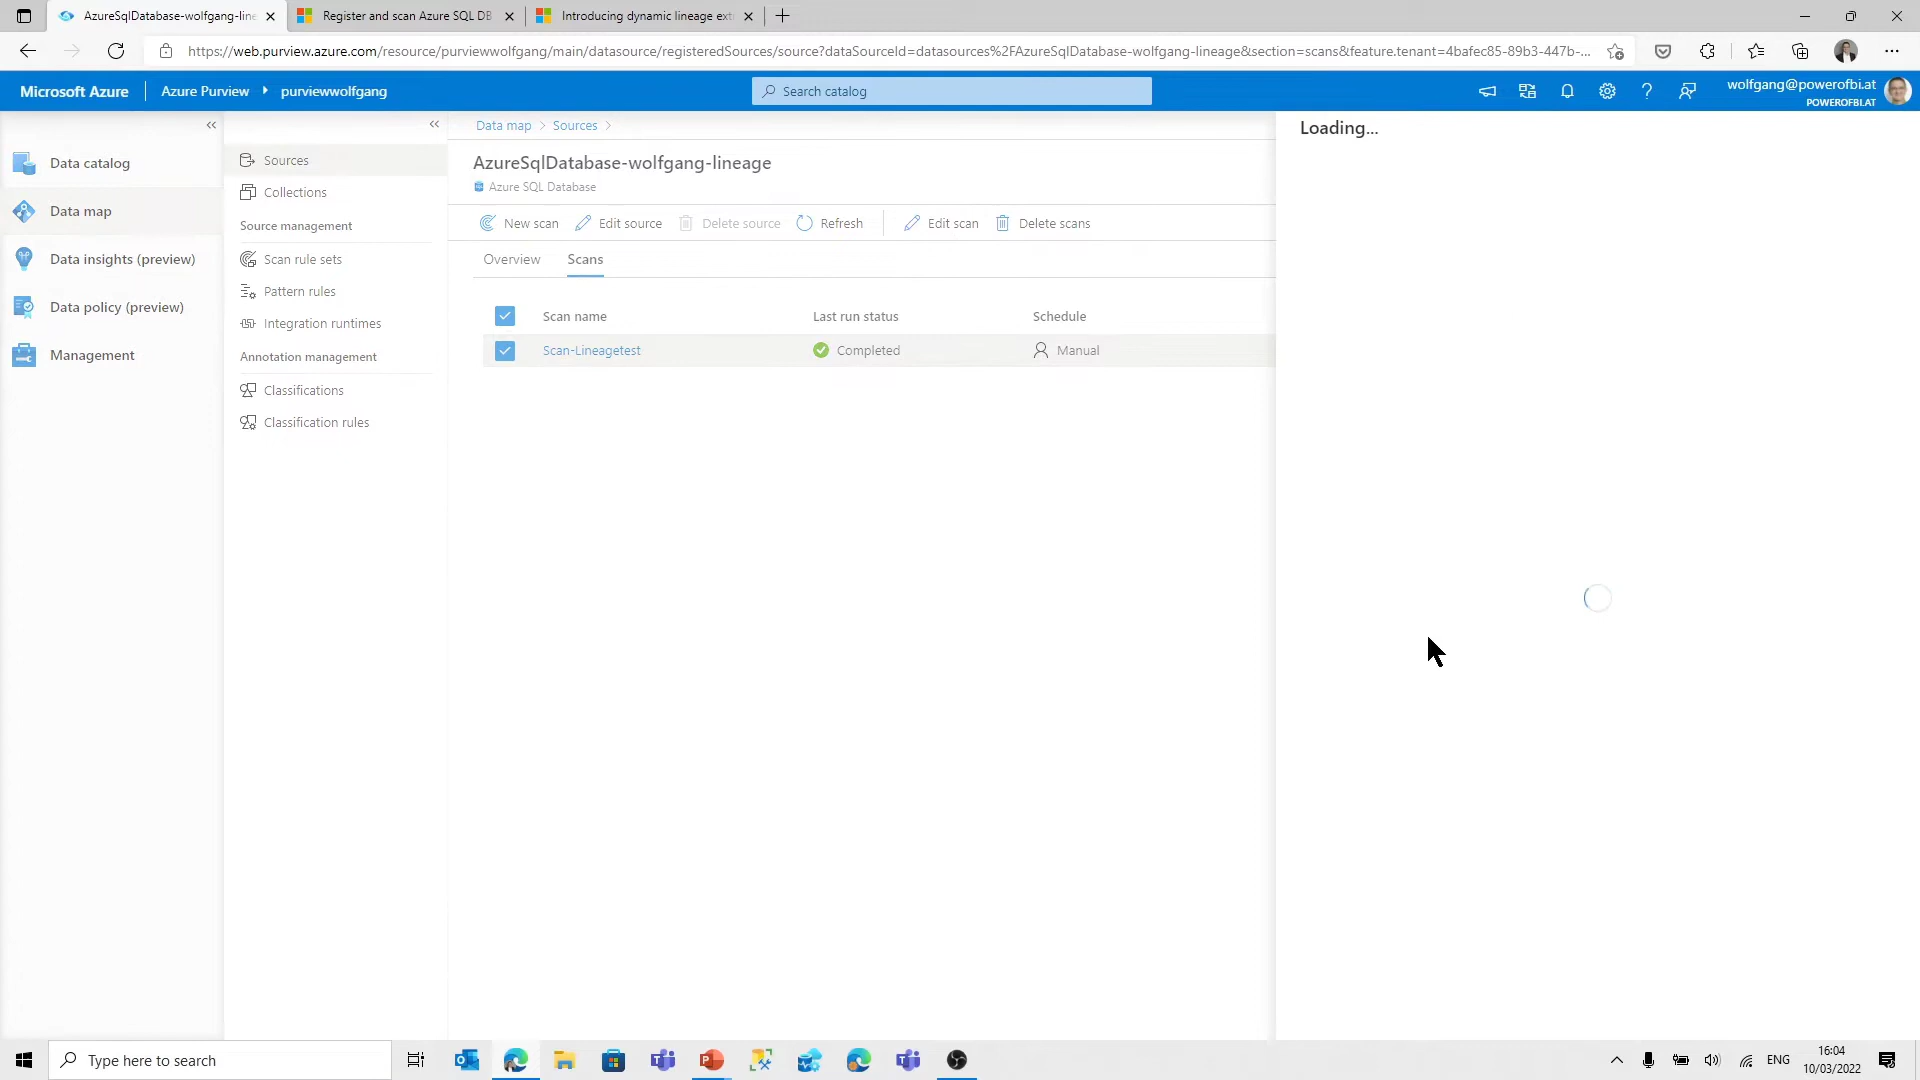 AzureSqlDatabase-wolfgang-line
Register and scan Azure SQL DB
Introducing dynamic lineage ext
https://web.purview.azure.com/resource/purviewwolfgang/main/datasource/registeredSources/source?dataSourceId=datasources%2FAzureSqlDatabase-wolfgang-lineage&section=scans&feature.tenant=4bafec85-89b3-447b-...
Microsoft Azure
Azure Purview
purviewwolfgang
Search catalog
wolfgang@powerofbi.at
POWEROFBI.AT
Data catalog
Data map
Data insights (preview)
Data policy (preview)
Management
Sources
Collections
Source management
Scan rule sets
Pattern rules
Integration runtimes
Annotation management
Classifications
Classification rules
Data map > Sources >
AzureSqlDatabase-wolfgang-lineage
Azure SQL Database
New scan Edit source Delete source Refresh Edit scan Delete scans
Overview Scans
Scan name Last run status Schedule
Scan-Lineagetest Completed Manual
Loading...
Type here to search
ENG
16:04
10/03/2022